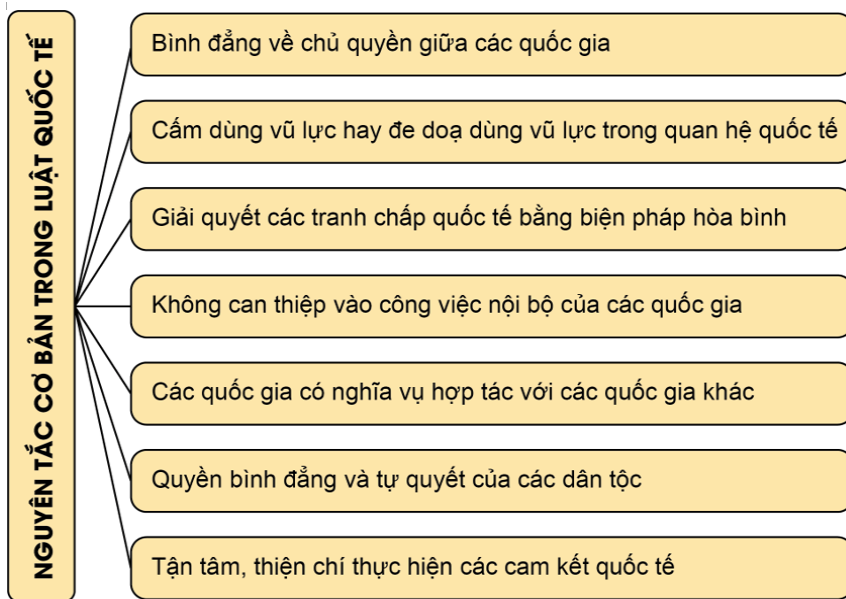 NGUYÊN TẮC CƠ BẢN TRONG LUẬT QUỐC TẾ
Bình đẳng về chủ quyền giữa các quốc gia
Cấm dùng vũ lực hay đe doạ dùng vũ lực trong quan hệ quốc tế
Giải quyết các tranh chấp quốc tế bằng biện pháp hòa bình
Không can thiệp vào công việc nội bộ của các quốc gia
Các quốc gia có nghĩa vụ hợp tác với các quốc gia khác
Quyền bình đẳng và tự quyết của các dân tộc
Tận tâm, thiện chí thực hiện các cam kết quốc tế